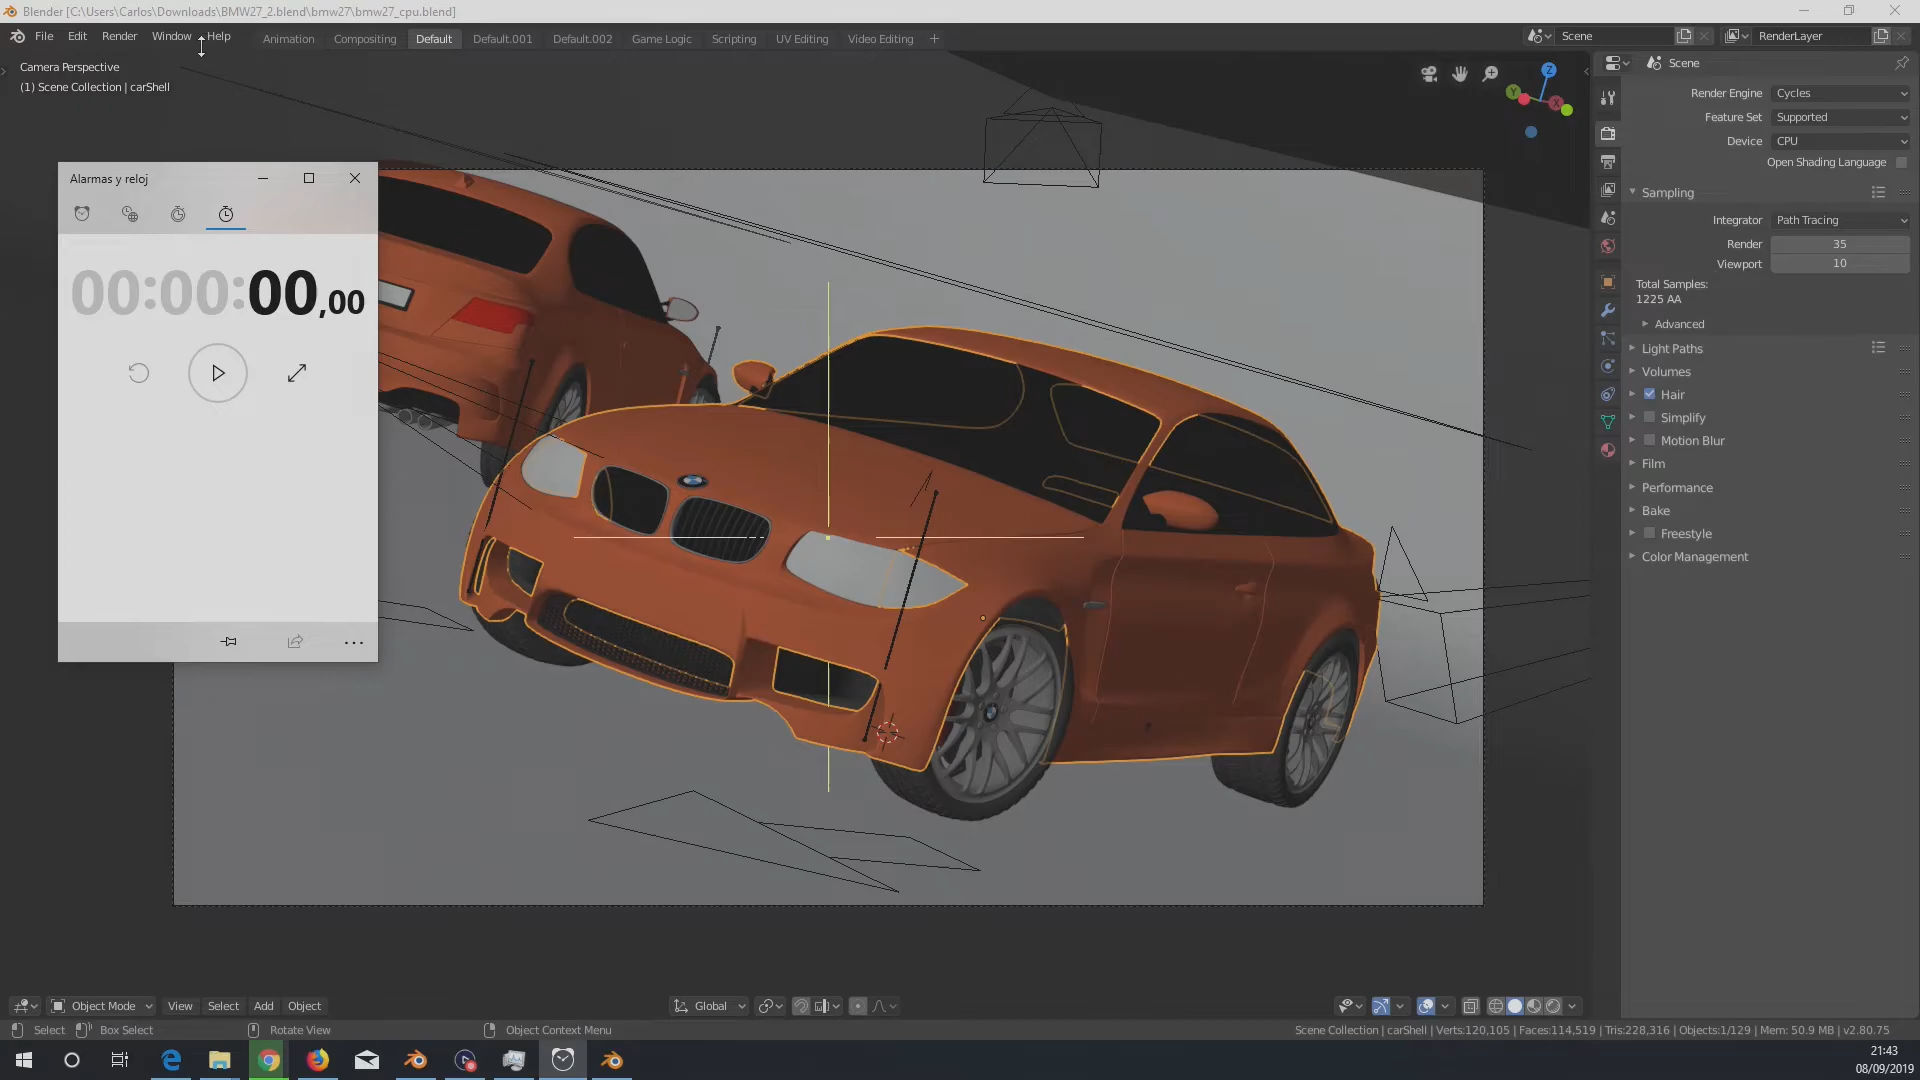 Blender [C:\Users\Carlos\Downloads\BMW27_2.blend\bmw27\bmw27_cpu.blend]
File Edit Render Window Help Animation Compositing Default Default.001 Default.002 Game Logic Scripting UV Editing Video Editing + Scene RenderLayer
Camera Perspective
(1) Scene Collection | carShell
Z
Y
X
Scene
Render Engine Cycles
Feature Set Supported
Device CPU
Open Shading Language
Sampling
Integrator Path Tracing
Render 35
Viewport 10
Total Samples:
1225 AA
Advanced
Light Paths
Volumes
Hair
Simplify
Motion Blur
Film
Performance
Bake
Freestyle
Color Management
Alarmas y reloj
00:00:00,00
Object Mode View Select Add Object Global
Select Box Select Rotate View Object Context Menu Scene Collection | carShell | Verts:120,105 | Faces:114,519 | Tris:228,316 | Objects:1/129 | Mem: 50.9 MB | v2.80.75
21:43
08/09/2019